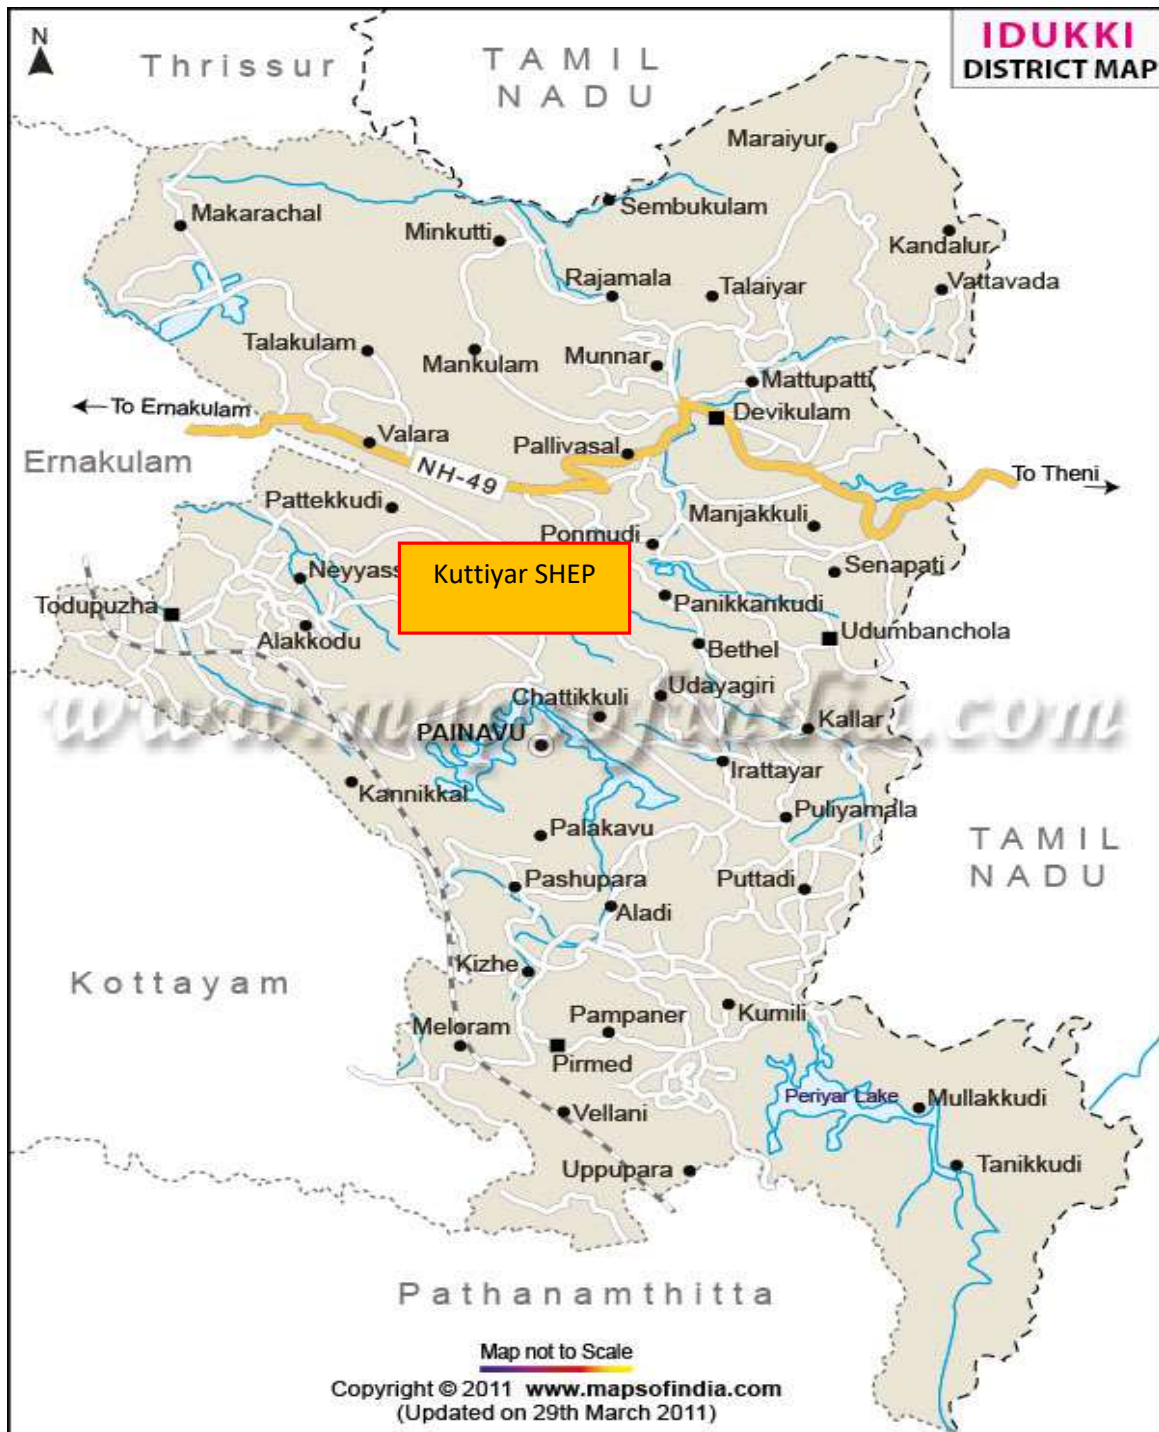 N
IDUKKI
DISTRICT MAP
Thrissur
TAMIL
NADU
Maraiyur
Makarachal
Sembukulam
Minkutti
Kandalur
Rajamala
Talaiyar
Vattavada
Talakulam
Mankulam
Munnar
Mattupatti
To Ernakulam
Devikulam
Valara
Pallivasal
Ernakulam
NH-49
To Theni
Pattekkudi
Manjakkuli
Ponmudi
Kuttiyar SHEP
Neyyass
Senapati
Todupuzha
Panikkankudi
Alakkodu
Udumbanchola
Bethel
Udayagiri
Chattikkuli
www.mapsofindia.com
Kallar
PAINAVU
Irattayar
Kannikkal
Puliyamala
Palakavu
TAMIL
NADU
Pashupara
Puttadi
Aladi
Kizhe
Kottayam
Pampaner
Kumili
Meloram
Pirmed
Periyar Lake
Mullakkudi
Vellani
Uppupara
Tanikkudi
Pathanamthitta
Map not to Scale
Copyright © 2011 www.mapsofindia.com
(Updated on 29th March 2011)